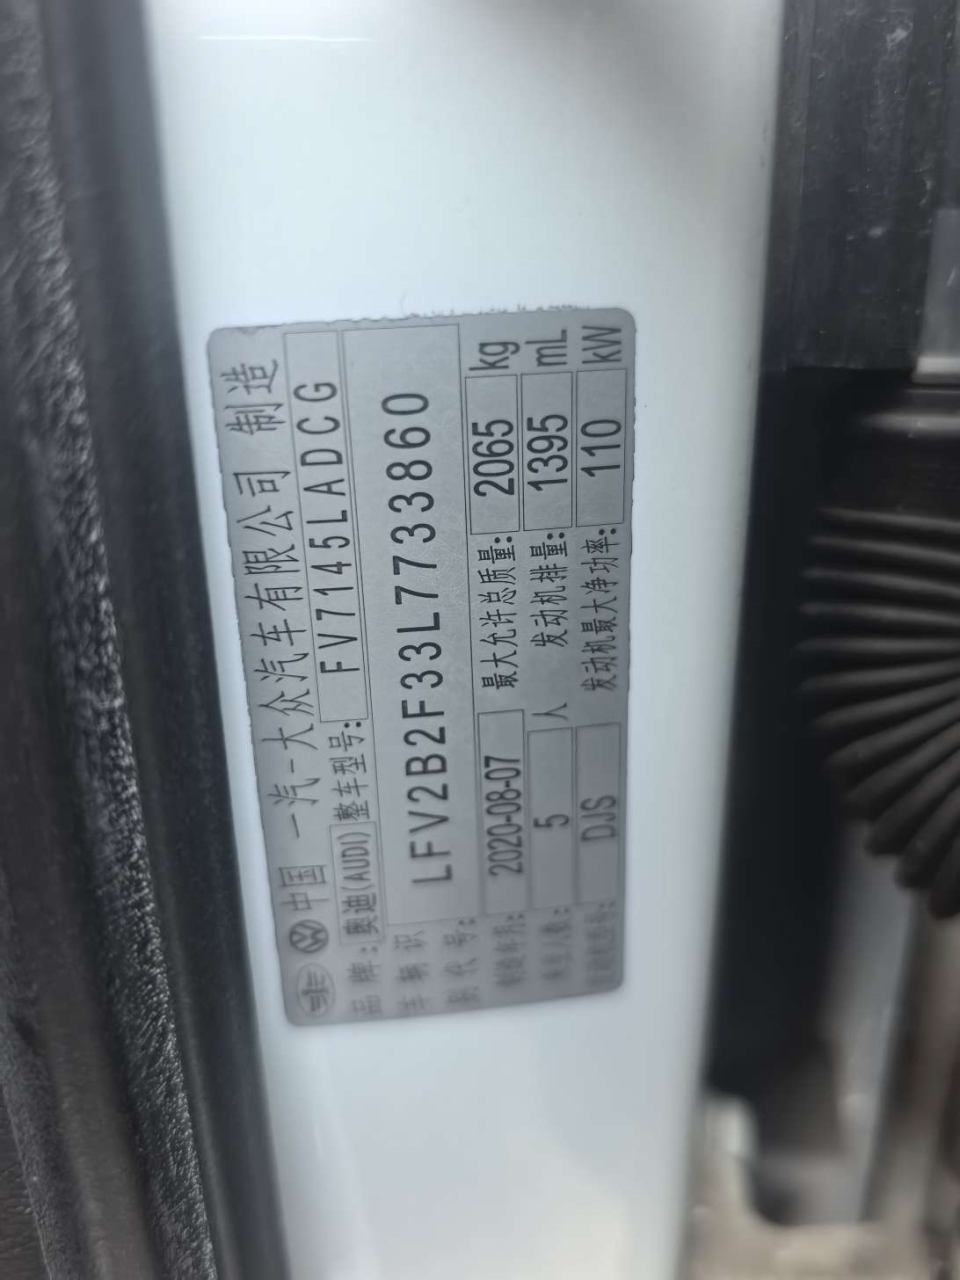 中国 一汽-大众汽车有限公司 制造
品牌:奥迪(AUDI) 整车型号: FV7145LADCG
车辆识别代号: LFV2B2F33L7733860
制造年月: 2020-08-07 最大允许总质量: 2065 kg
乘坐人数: 5 人 发动机排量: 1395 mL
发动机型号: DJS 发动机最大净功率: 110 kW